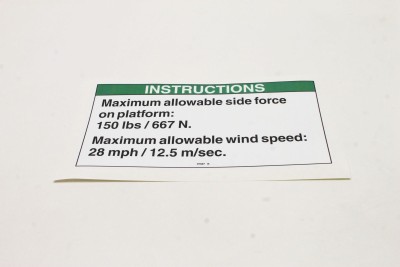 INSTRUCTIONS
Maximum allowable side force
on platform:
150 lbs / 667 N.
Maximum allowable wind speed:
28 mph / 12.5 m/sec.